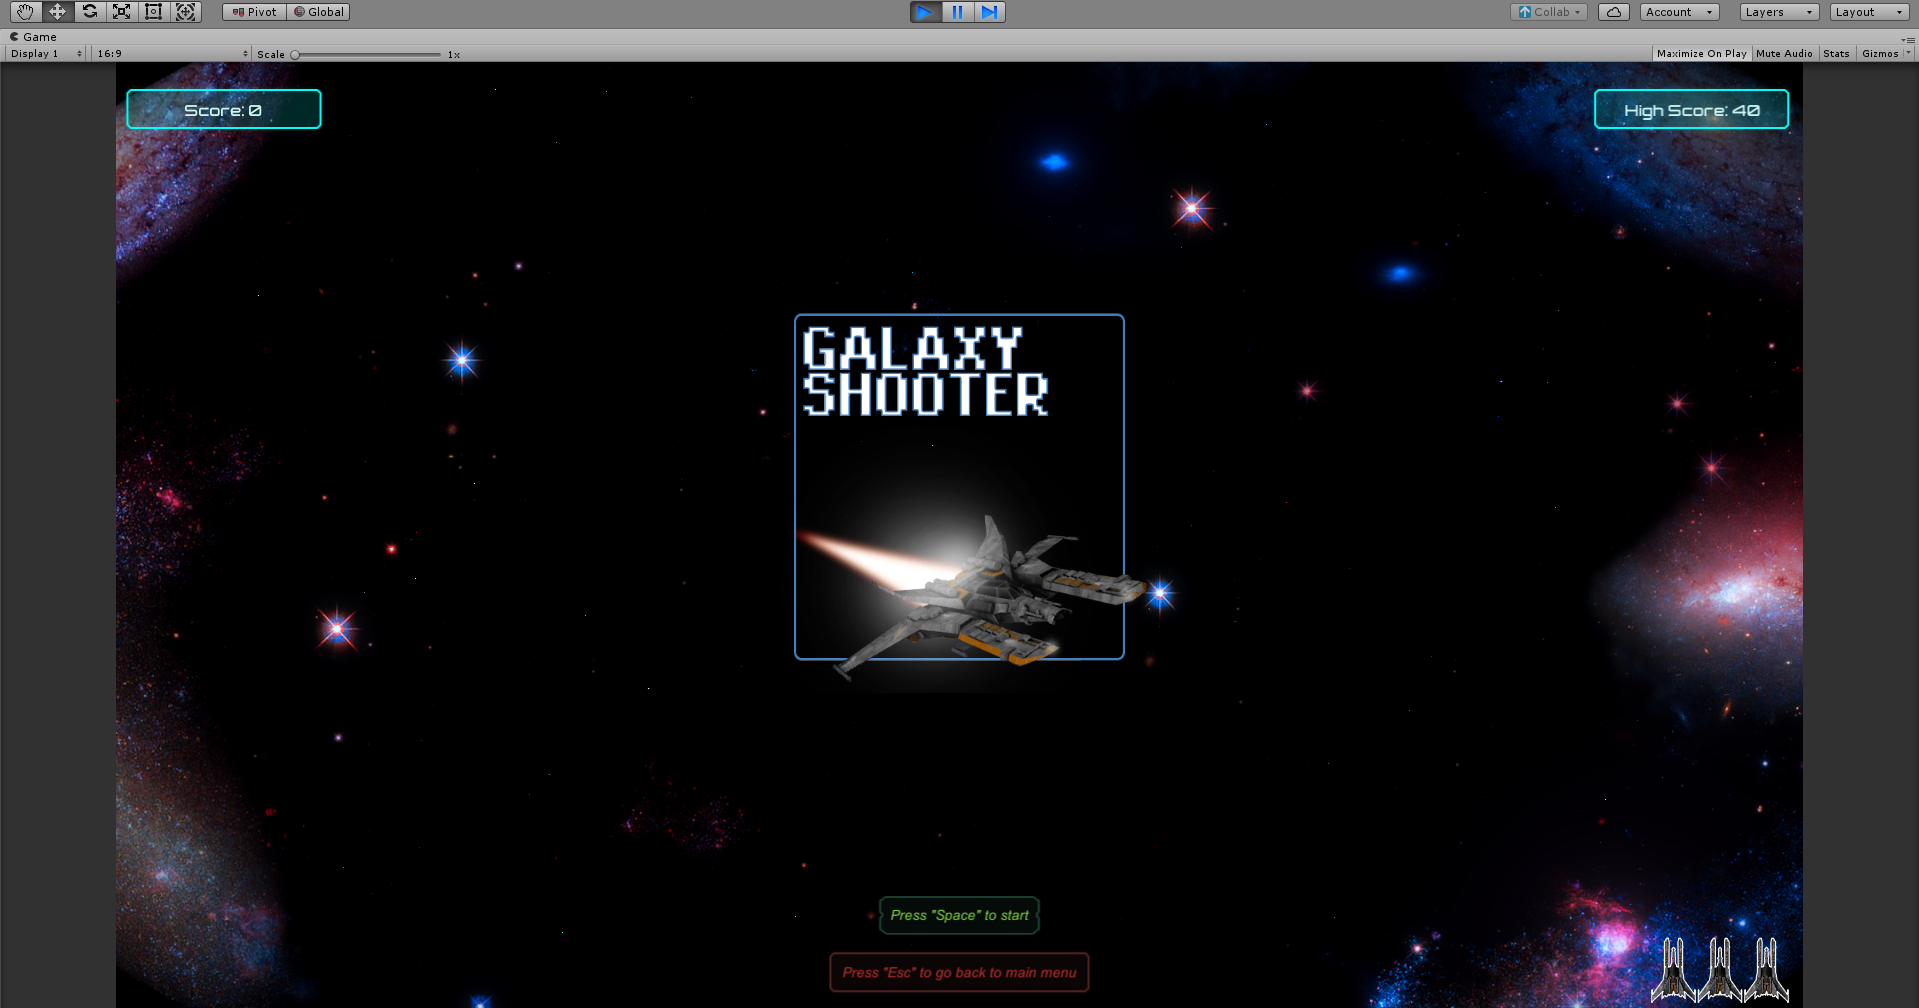 Pivot
Global
Collab
Account
Layers
Layout
Game
Display 1
16:9
Scale
1x
Maximize On Play
Mute Audio
Stats
Gizmos
Score: 0
High Score: 40
GALAXY
SHOOTER
Press "Space" to start
Press "Esc" to go back to main menu